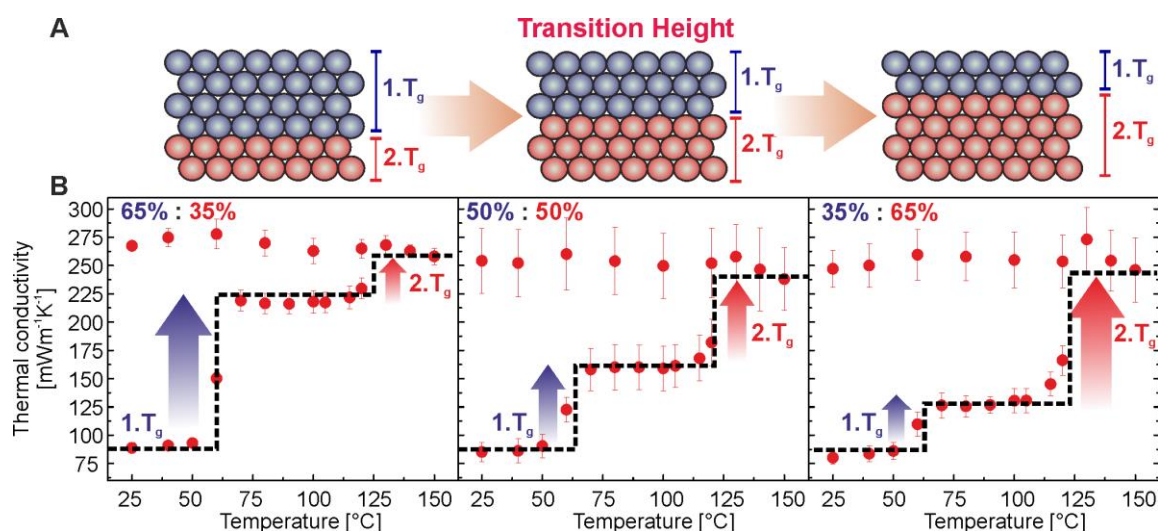 A
Transition Height
1.Tg
2.Tg
1.Tg
2.Tg
1.Tg
2.Tg
B
Thermal conductivity
[mWm⁻¹K⁻¹]
300
275
250
225
200
175
150
125
100
75
65% : 35%
1.Tg
2.Tg
50% : 50%
1.Tg
2.Tg
35% : 65%
1.Tg
2.Tg
25 50 75 100 125 150
25 50 75 100 125 150
25 50 75 100 125 150
Temperature [°C]
Temperature [°C]
Temperature [°C]